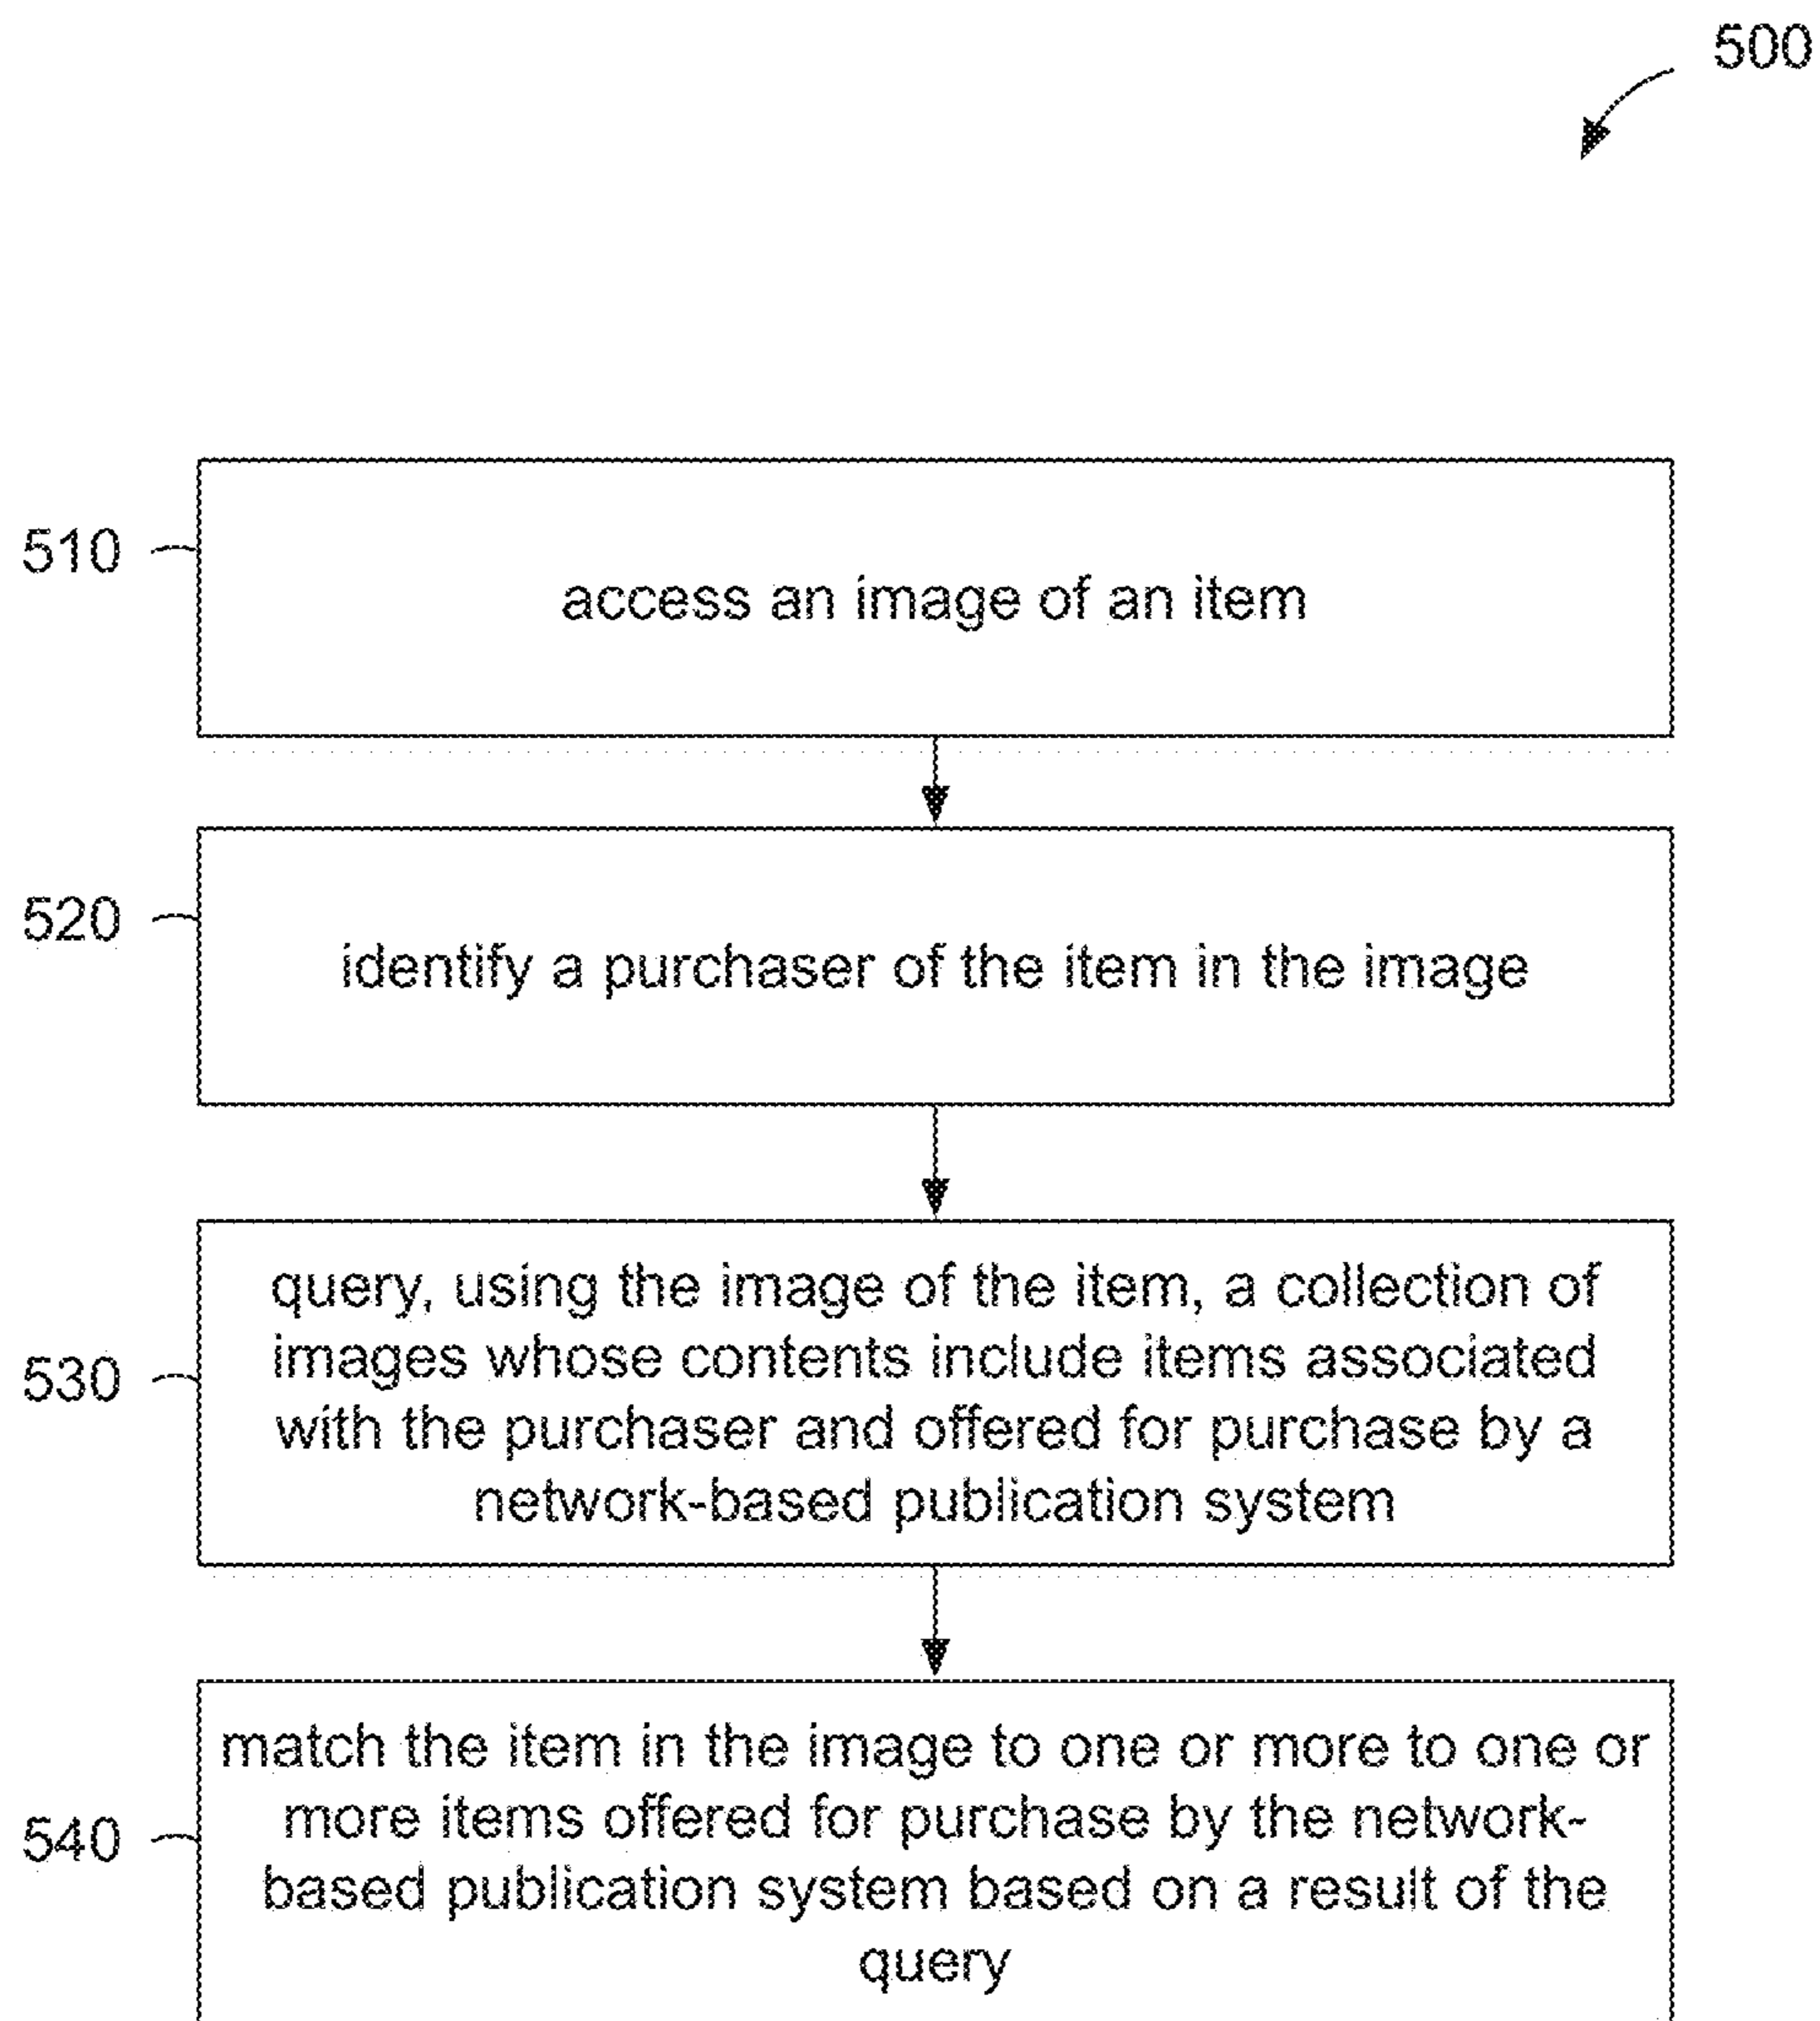 500
510
access an image of an item
520
identify a purchaser of the item in the image
530
query, using the image of the item, a collection of
images whose contents include items associated
with the purchaser and offered for purchase by a
network-based publication system
540
match the item in the image to one or more to one or
more items offered for purchase by the network-
based publication system based on a result of the
query